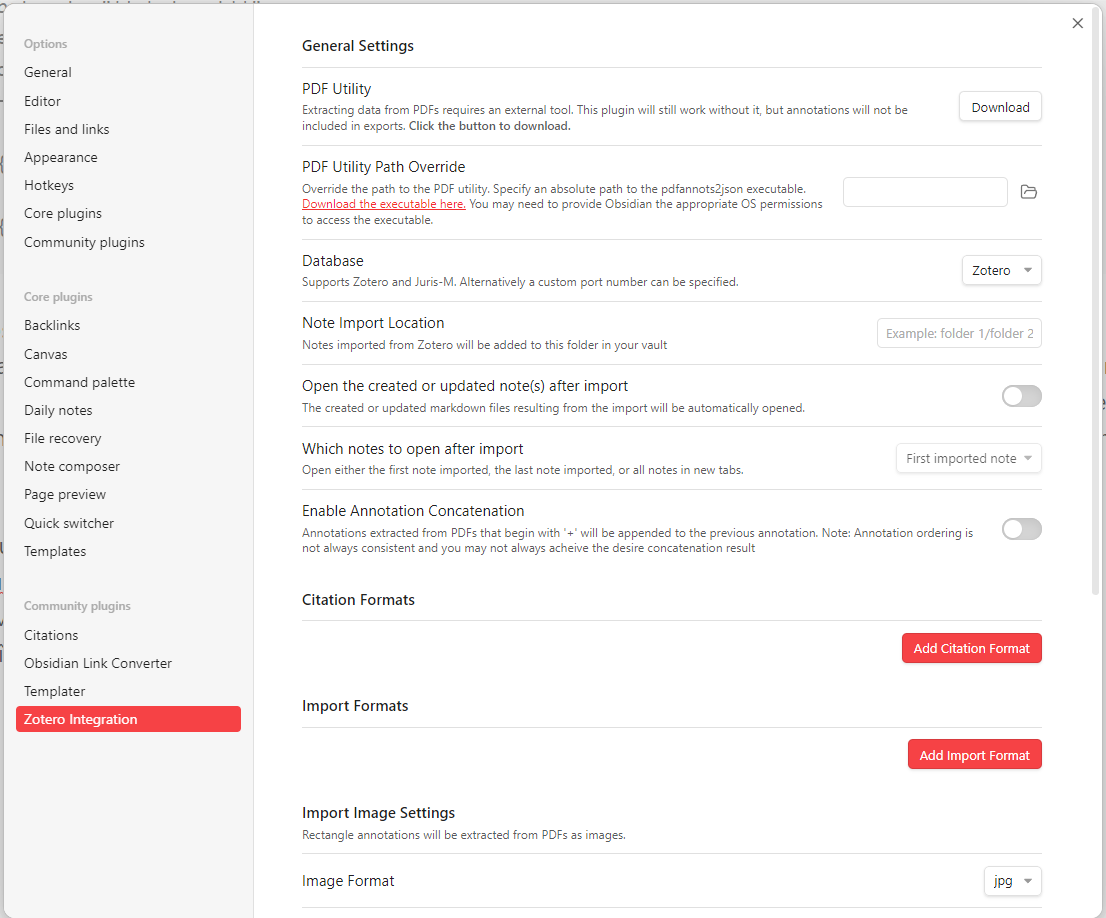 Options
General
Editor
Files and links
Appearance
Hotkeys
Core plugins
Community plugins
Core plugins
Backlinks
Canvas
Command palette
Daily notes
File recovery
Note composer
Page preview
Quick switcher
Templates
Community plugins
Citations
Obsidian Link Converter
Templater
Zotero Integration
General Settings
PDF Utility
Extracting data from PDFs requires an external tool. This plugin will still work without it, but annotations will not be
included in exports. Click the button to download.
Download
PDF Utility Path Override
Override the path to the PDF utility. Specify an absolute path to the pdfannots2json executable.
Download the executable here. You may need to provide Obsidian the appropriate OS permissions
to access the executable.
Database
Supports Zotero and Juris-M. Alternatively a custom port number can be specified.
Zotero
Note Import Location
Notes imported from Zotero will be added to this folder in your vault
Example: folder 1/folder 2
Open the created or updated note(s) after import
The created or updated markdown files resulting from the import will be automatically opened.
Which notes to open after import
Open either the first note imported, the last note imported, or all notes in new tabs.
First imported note
Enable Annotation Concatenation
Annotations extracted from PDFs that begin with '+' will be appended to the previous annotation. Note: Annotation ordering is
not always consistent and you may not always acheive the desire concatenation result
Citation Formats
Add Citation Format
Import Formats
Add Import Format
Import Image Settings
Rectangle annotations will be extracted from PDFs as images.
Image Format
jpg